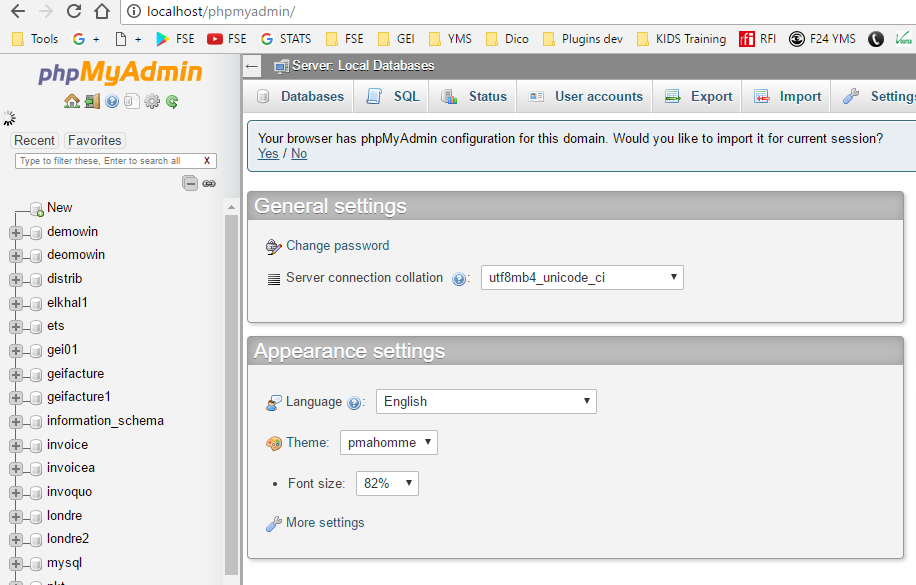 localhost/phpmyadmin/
Tools + + FSE FSE STATS FSE GEI YMS Dico Plugins dev KIDS Training rfi RFI F24 YMS
phpMyAdmin
Recent Favorites
Type to filter these, Enter to search all X
New
demowin
deomowin
distrib
elkhal1
ets
gei01
geifacture
geifacture1
information_schema
invoice
invoicea
invoquo
londre
londre2
mysql
Server: Local Databases
Databases SQL Status User accounts Export Import Settings
Your browser has phpMyAdmin configuration for this domain. Would you like to import it for current session?
Yes / No
General settings
Change password
Server connection collation : utf8mb4_unicode_ci
Appearance settings
Language : English
Theme: pmahomme
• Font size: 82%
More settings